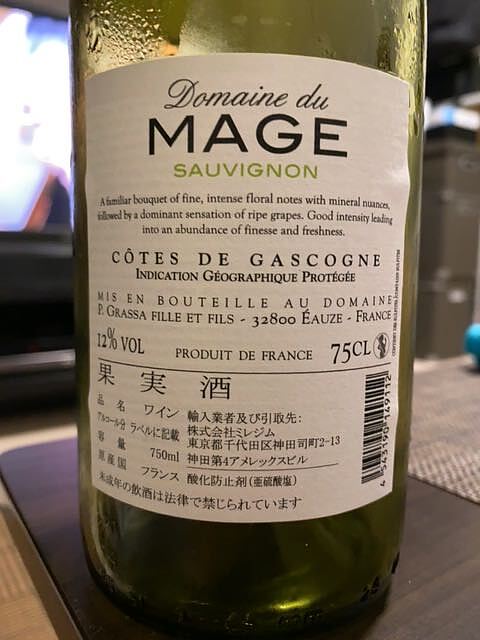 Domaine du
MAGE
SAUVIGNON
A familiar bouquet of fine, intense floral notes with mineral nuances,
followed by a dominant sensation of ripe grapes. Good intensity leading
into an abundance of finesse and freshness.
CÔTES DE GASCOGNE
INDICATION GÉOGRAPHIQUE PROTÉGÉE
MIS EN BOUTEILLE AU DOMAINE
P. GRASSA FILLE ET FILS - 32800 ÉAUZE - FRANCE
12% VOL PRODUIT DE FRANCE 75CL
果実酒
品名 ワイン
アルコール分 ラベルに記載
容量 750ml
原産国 フランス
輸入業者及び引取先:
株式会社ミレジム
東京都千代田区神田司町2-13
神田第4アメレックスビル
酸化防止剤(亜硫酸塩)
未成年の飲酒は法律で禁じられています
4 543190 149112